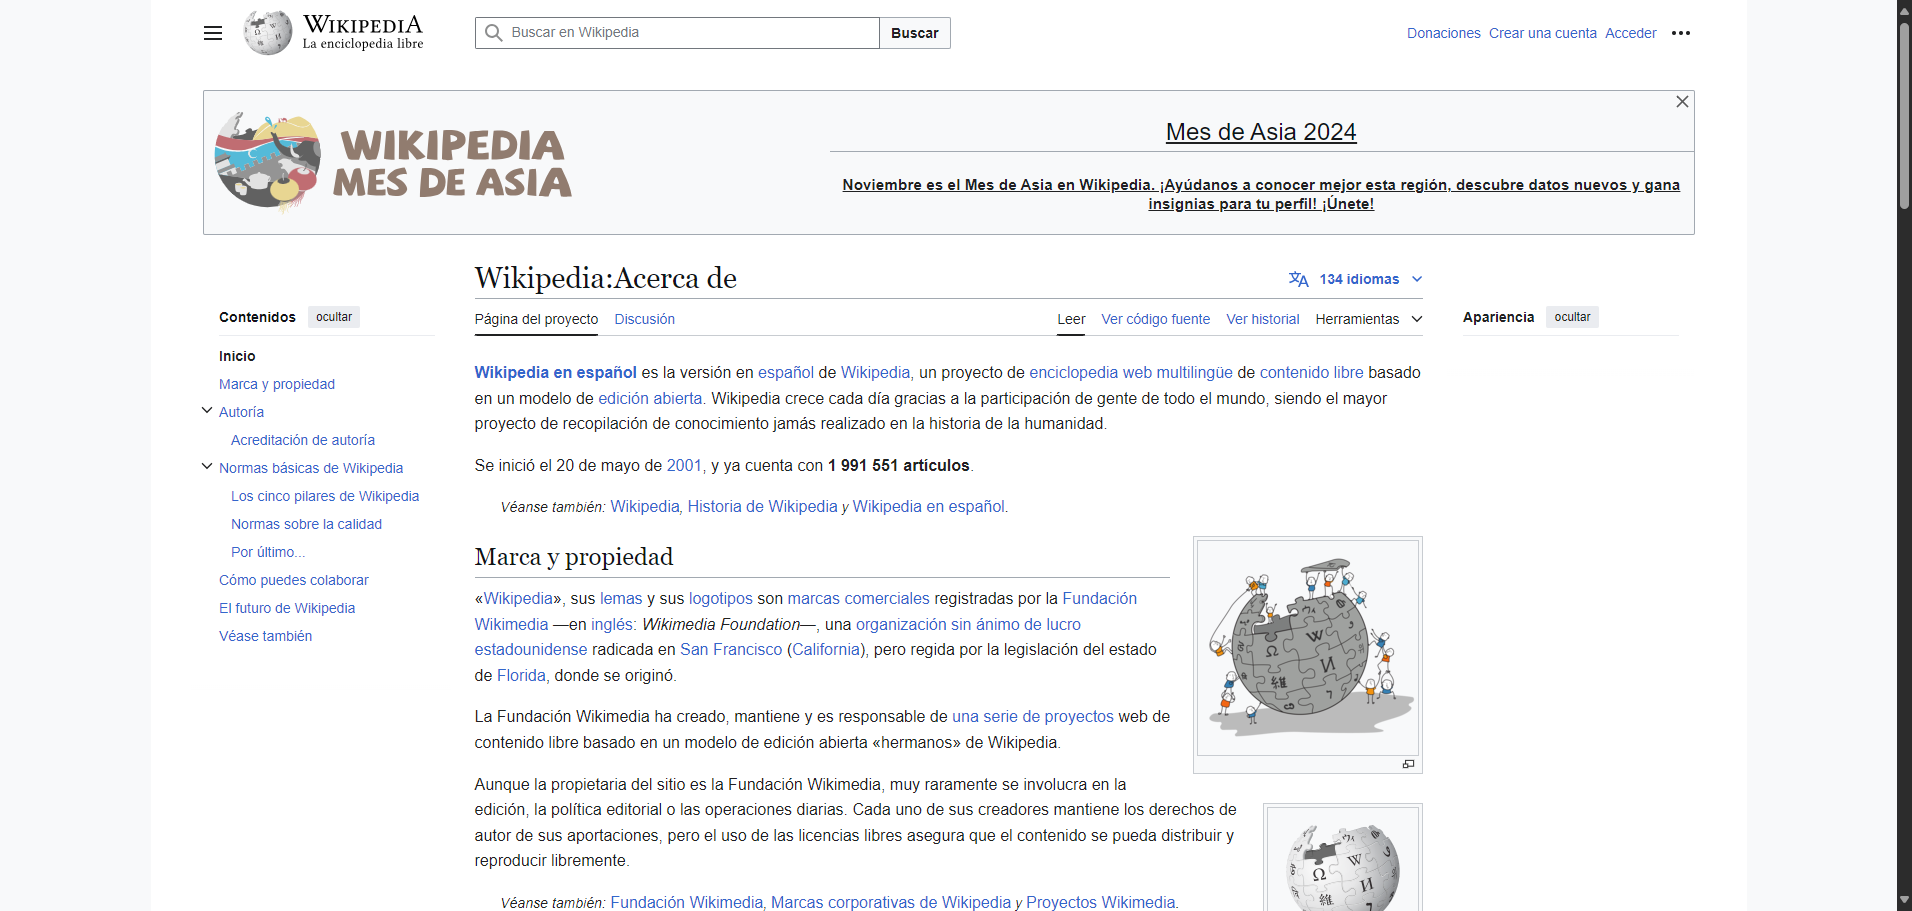 WIKIPEDIA
La enciclopedia libre
Buscar en Wikipedia
Buscar
Donaciones
Crear una cuenta
Acceder
WIKIPEDIA
MES DE ASIA
Mes de Asia 2024
Noviembre es el Mes de Asia en Wikipedia. ¡Ayúdanos a conocer mejor esta región, descubre datos nuevos y gana
insignias para tu perfil! ¡Únete!
Contenidos
ocultar
Inicio
Marca y propiedad
Autoría
Acreditación de autoría
Normas básicas de Wikipedia
Los cinco pilares de Wikipedia
Normas sobre la calidad
Por último...
Cómo puedes colaborar
El futuro de Wikipedia
Véase también
Wikipedia:Acerca de
134 idiomas
Página del proyecto
Discusión
Leer
Ver código fuente
Ver historial
Herramientas
Wikipedia en español es la versión en español de Wikipedia, un proyecto de enciclopedia web multilingüe de contenido libre basado
en un modelo de edición abierta. Wikipedia crece cada día gracias a la participación de gente de todo el mundo, siendo el mayor
proyecto de recopilación de conocimiento jamás realizado en la historia de la humanidad.
Se inició el 20 de mayo de 2001, y ya cuenta con 1 991 551 artículos.
Véanse también: Wikipedia, Historia de Wikipedia y Wikipedia en español.
Marca y propiedad
«Wikipedia», sus lemas y sus logotipos son marcas comerciales registradas por la Fundación
Wikimedia —en inglés: Wikimedia Foundation—, una organización sin ánimo de lucro
estadounidense radicada en San Francisco (California), pero regida por la legislación del estado
de Florida, donde se originó.
La Fundación Wikimedia ha creado, mantiene y es responsable de una serie de proyectos web de
contenido libre basado en un modelo de edición abierta «hermanos» de Wikipedia.
Aunque la propietaria del sitio es la Fundación Wikimedia, muy raramente se involucra en la
edición, la política editorial o las operaciones diarias. Cada uno de sus creadores mantiene los derechos de
autor de sus aportaciones, pero el uso de las licencias libres asegura que el contenido se pueda distribuir y
reproducir libremente.
Véanse también: Fundación Wikimedia, Marcas corporativas de Wikipedia y Proyectos Wikimedia.
Apariencia
ocultar